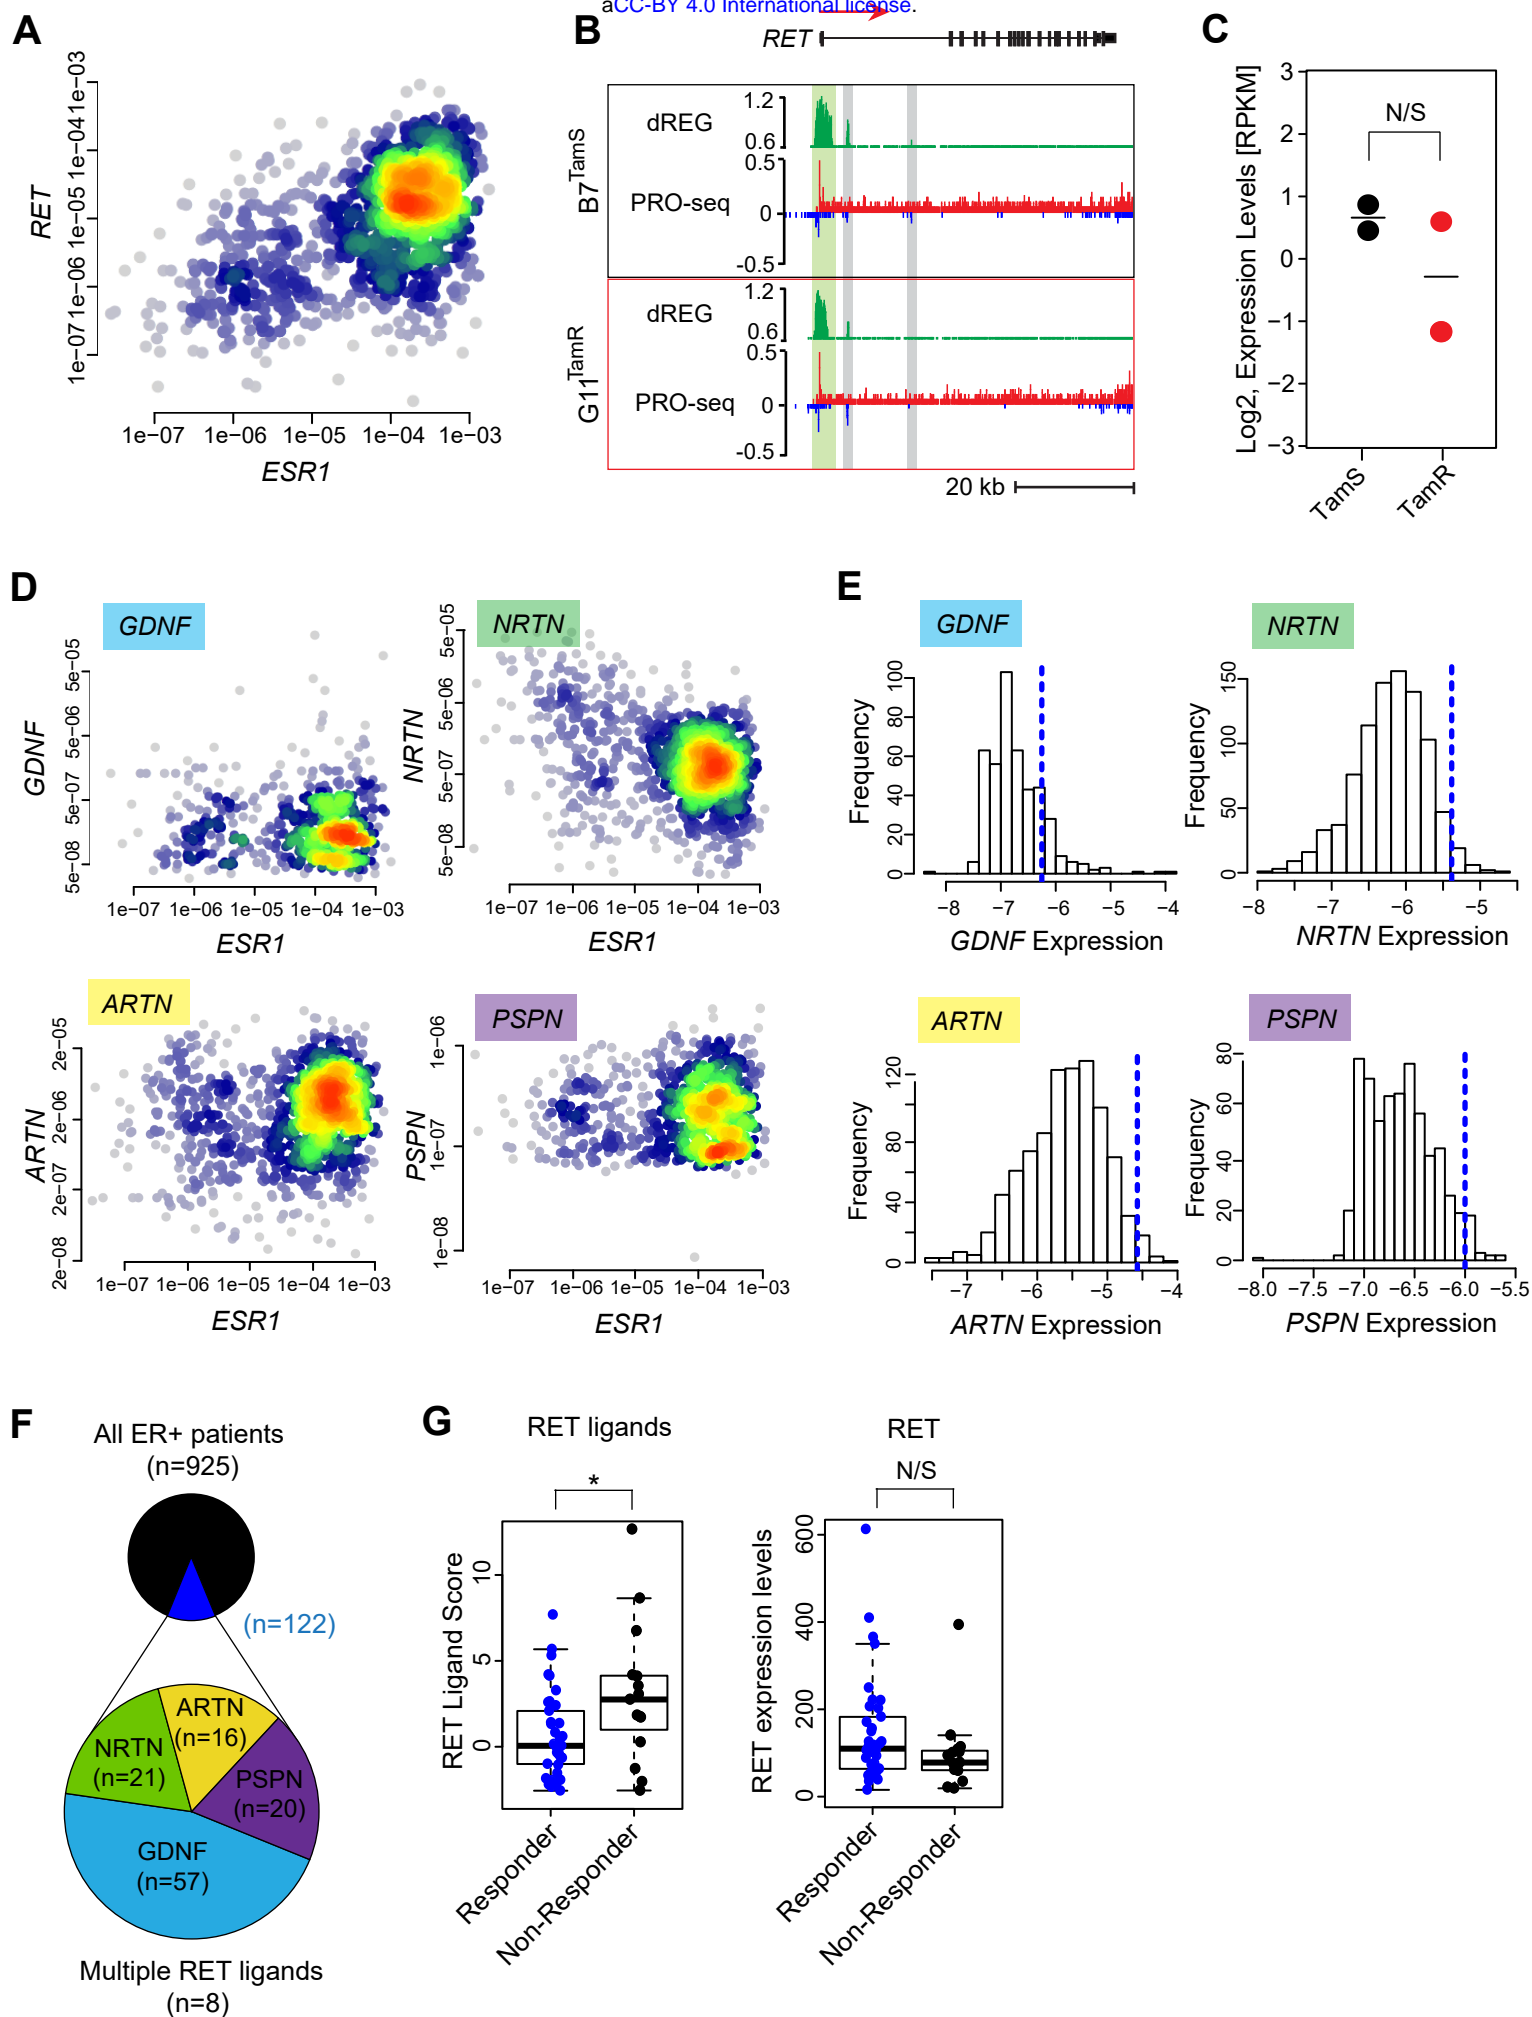 aCC-BY 4.0 International license.
A
1e−07 1e−06 1e−05 1e−04 1e−03
RET
1e−07 1e−06 1e−05 1e−04 1e−03
ESR1
B
RET
B7TamS
dREG
1.2
0.6
PRO-seq
0.5
0
-0.5
G11TamR
dREG
1.2
0.6
PRO-seq
0.5
0
-0.5
20 kb
C
Log2, Expression Levels [RPKM]
3
2
1
0
−1
−2
−3
N/S
TamS
TamR
D
GDNF
GDNF
5e−08 5e−07 5e−06 5e−05
1e−07 1e−06 1e−05 1e−04 1e−03
ESR1
NRTN
NRTN
5e−08 5e−07 5e−06 5e−05
1e−07 1e−06 1e−05 1e−04 1e−03
ESR1
ARTN
ARTN
2e−08 2e−07 2e−06 2e−05
1e−07 1e−06 1e−05 1e−04 1e−03
ESR1
PSPN
PSPN
1e−08 1e−07 1e−06
1e−07 1e−06 1e−05 1e−04 1e−03
ESR1
E
GDNF
Frequency
0 20 40 60 80 100
−8 −7 −6 −5 −4
GDNF Expression
NRTN
Frequency
0 50 100 150
−8 −7 −6 −5
NRTN Expression
ARTN
Frequency
0 40 80 120
−7 −6 −5 −4
ARTN Expression
PSPN
Frequency
0 20 40 60 80
−8.0 −7.5 −7.0 −6.5 −6.0 −5.5
PSPN Expression
F
All ER+ patients
(n=925)
(n=122)
ARTN
(n=16)
NRTN
(n=21)
PSPN
(n=20)
GDNF
(n=57)
Multiple RET ligands
(n=8)
G
RET ligands
*
RET Ligand Score
0 5 10
Responder
Non-Responder
RET
N/S
RET expression levels
0 200 400 600
Responder
Non-Responder